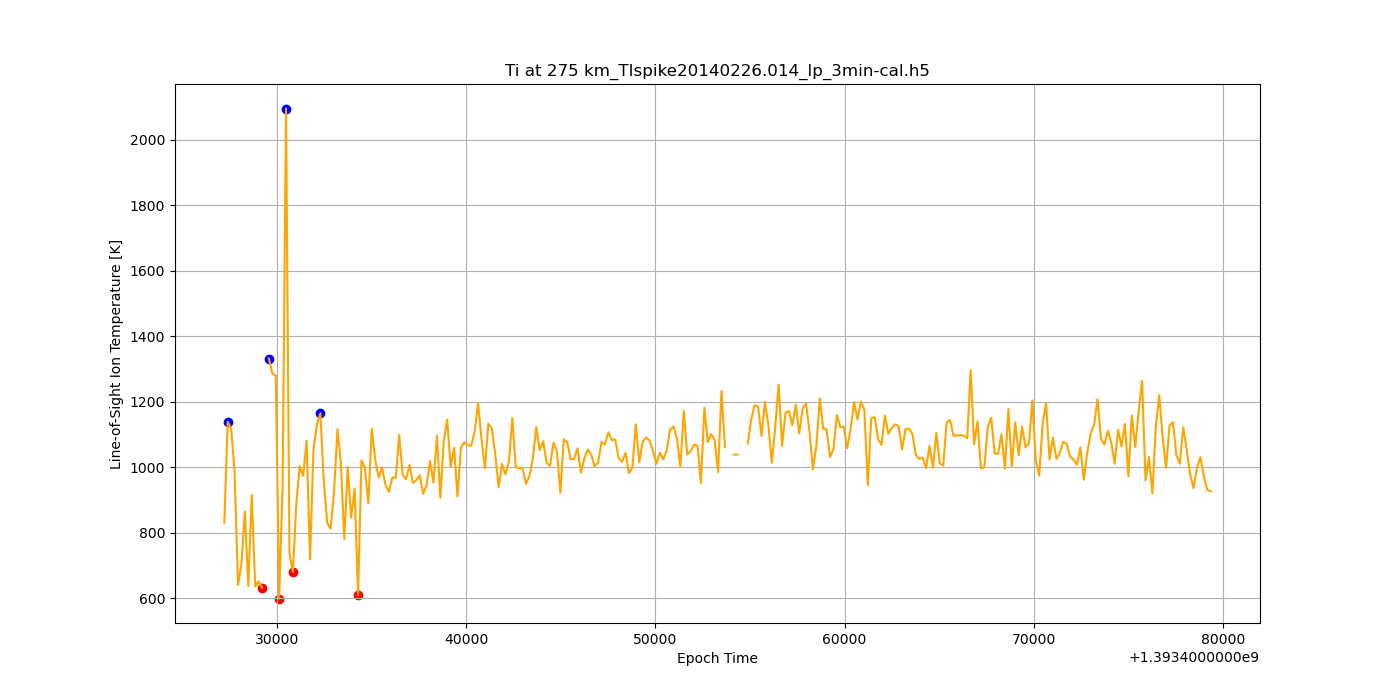 Ti at 275 km_TIspike20140226.014_lp_3min-cal.h5
Line-of-Sight Ion Temperature [K]
2000
1800
1600
1400
1200
1000
800
600
30000 40000 50000 60000 70000 80000
Epoch Time
+1.3934000000e9